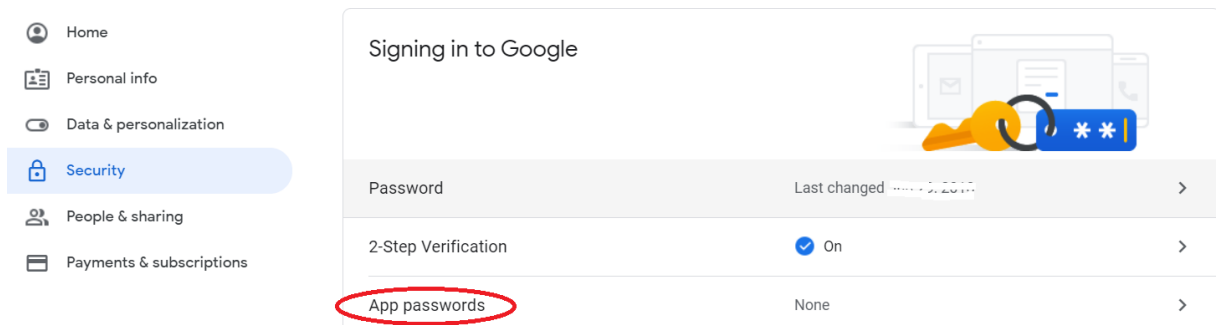 Home
Personal info
Data & personalization
Security
People & sharing
Payments & subscriptions
Signing in to Google
**
Password Last changed
2-Step Verification On
App passwords None